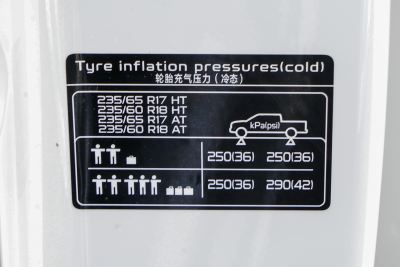 Tyre inflation pressures(cold)
轮胎充气压力（冷态）
235/65 R17 HT
235/60 R18 HT
235/65 R17 AT
235/60 R18 AT
kPa(psi)
250(36) 250(36)
250(36) 290(42)